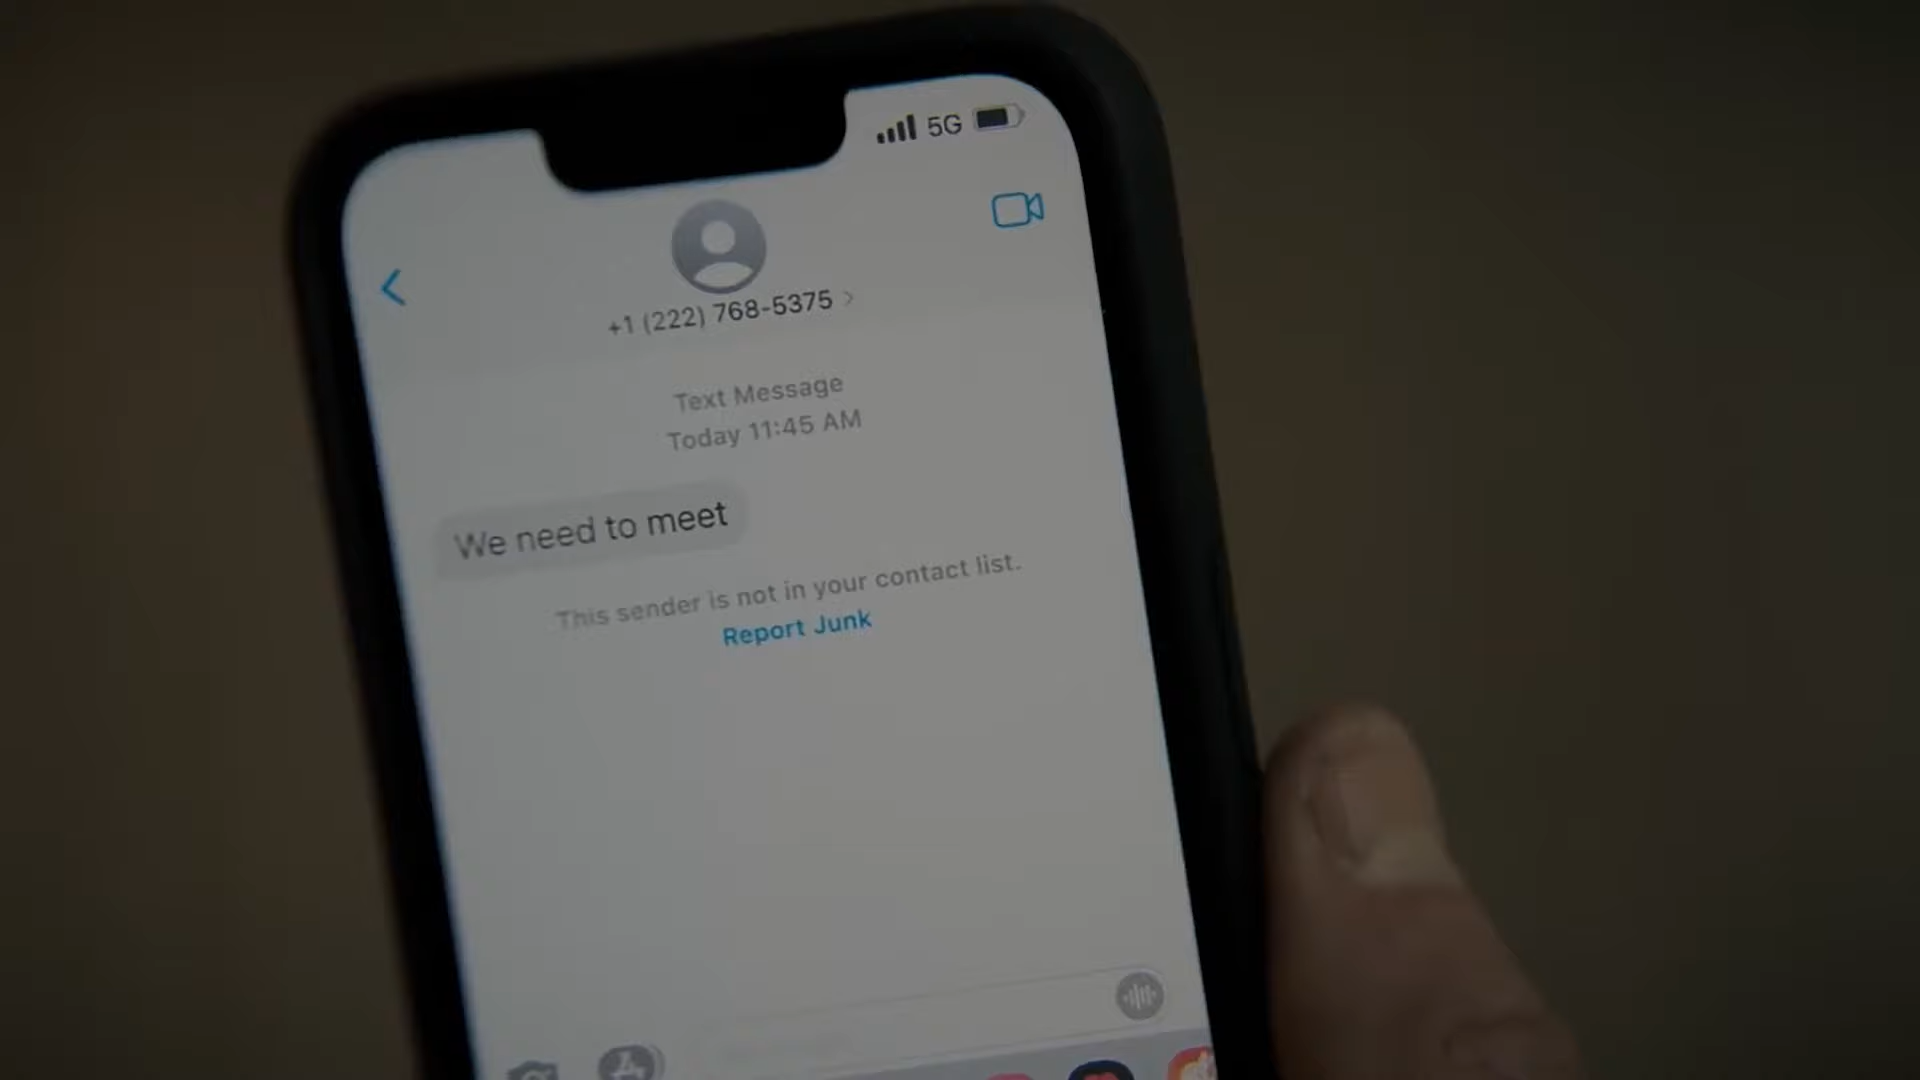 5G
+1 (222) 768-5375
Text Message
Today 11:45 AM
We need to meet
This sender is not in your contact list.
Report Junk